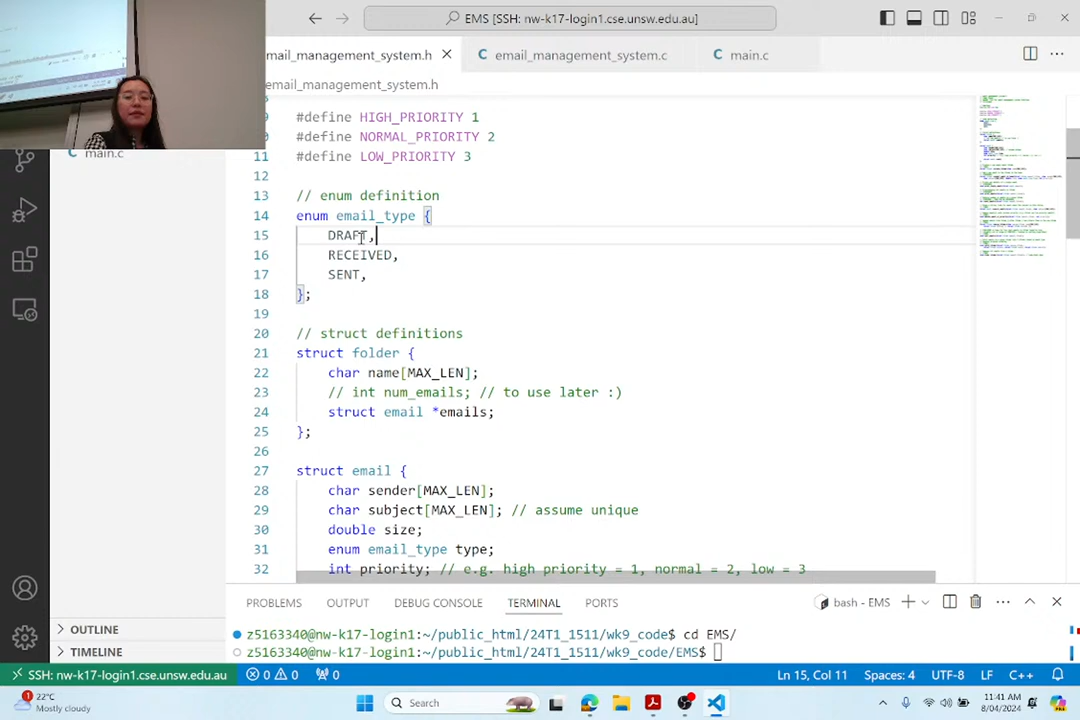 EMS [SSH: nw-k17-login1.cse.unsw.edu.au]
mail_management_system.h
C email_management_system.c
C main.c
email_management_system.h
C main.c
#define HIGH_PRIORITY 1
10 #define NORMAL_PRIORITY 2
11 #define LOW_PRIORITY 3
12
13 // enum definition
14 enum email_type {
15 DRAFT,
16 RECEIVED,
17 SENT,
18 };
19
20 // struct definitions
21 struct folder {
22 char name[MAX_LEN];
23 // int num_emails; // to use later :)
24 struct email *emails;
25 };
26
27 struct email {
28 char sender[MAX_LEN];
29 char subject[MAX_LEN]; // assume unique
30 double size;
31 enum email_type type;
32 int priority; // e.g. high priority = 1, normal = 2, low = 3
PROBLEMS OUTPUT DEBUG CONSOLE TERMINAL PORTS
bash - EMS
z5163340@nw-k17-login1:~/public_html/24T1_1511/wk9_code$ cd EMS/
z5163340@nw-k17-login1:~/public_html/24T1_1511/wk9_code/EMS$
OUTLINE
TIMELINE
SSH: nw-k17-login1.cse.unsw.edu.au 0 0 0 Ln 15, Col 11 Spaces: 4 UTF-8 LF C++
22°C
Mostly cloudy
Search
11:41 AM
8/04/2024